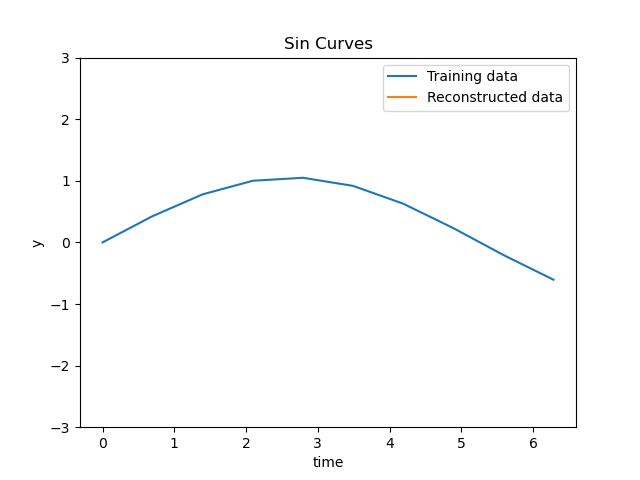 Sin Curves
Training data
Reconstructed data
3
2
1
0
−1
−2
−3
y
0 1 2 3 4 5 6
time